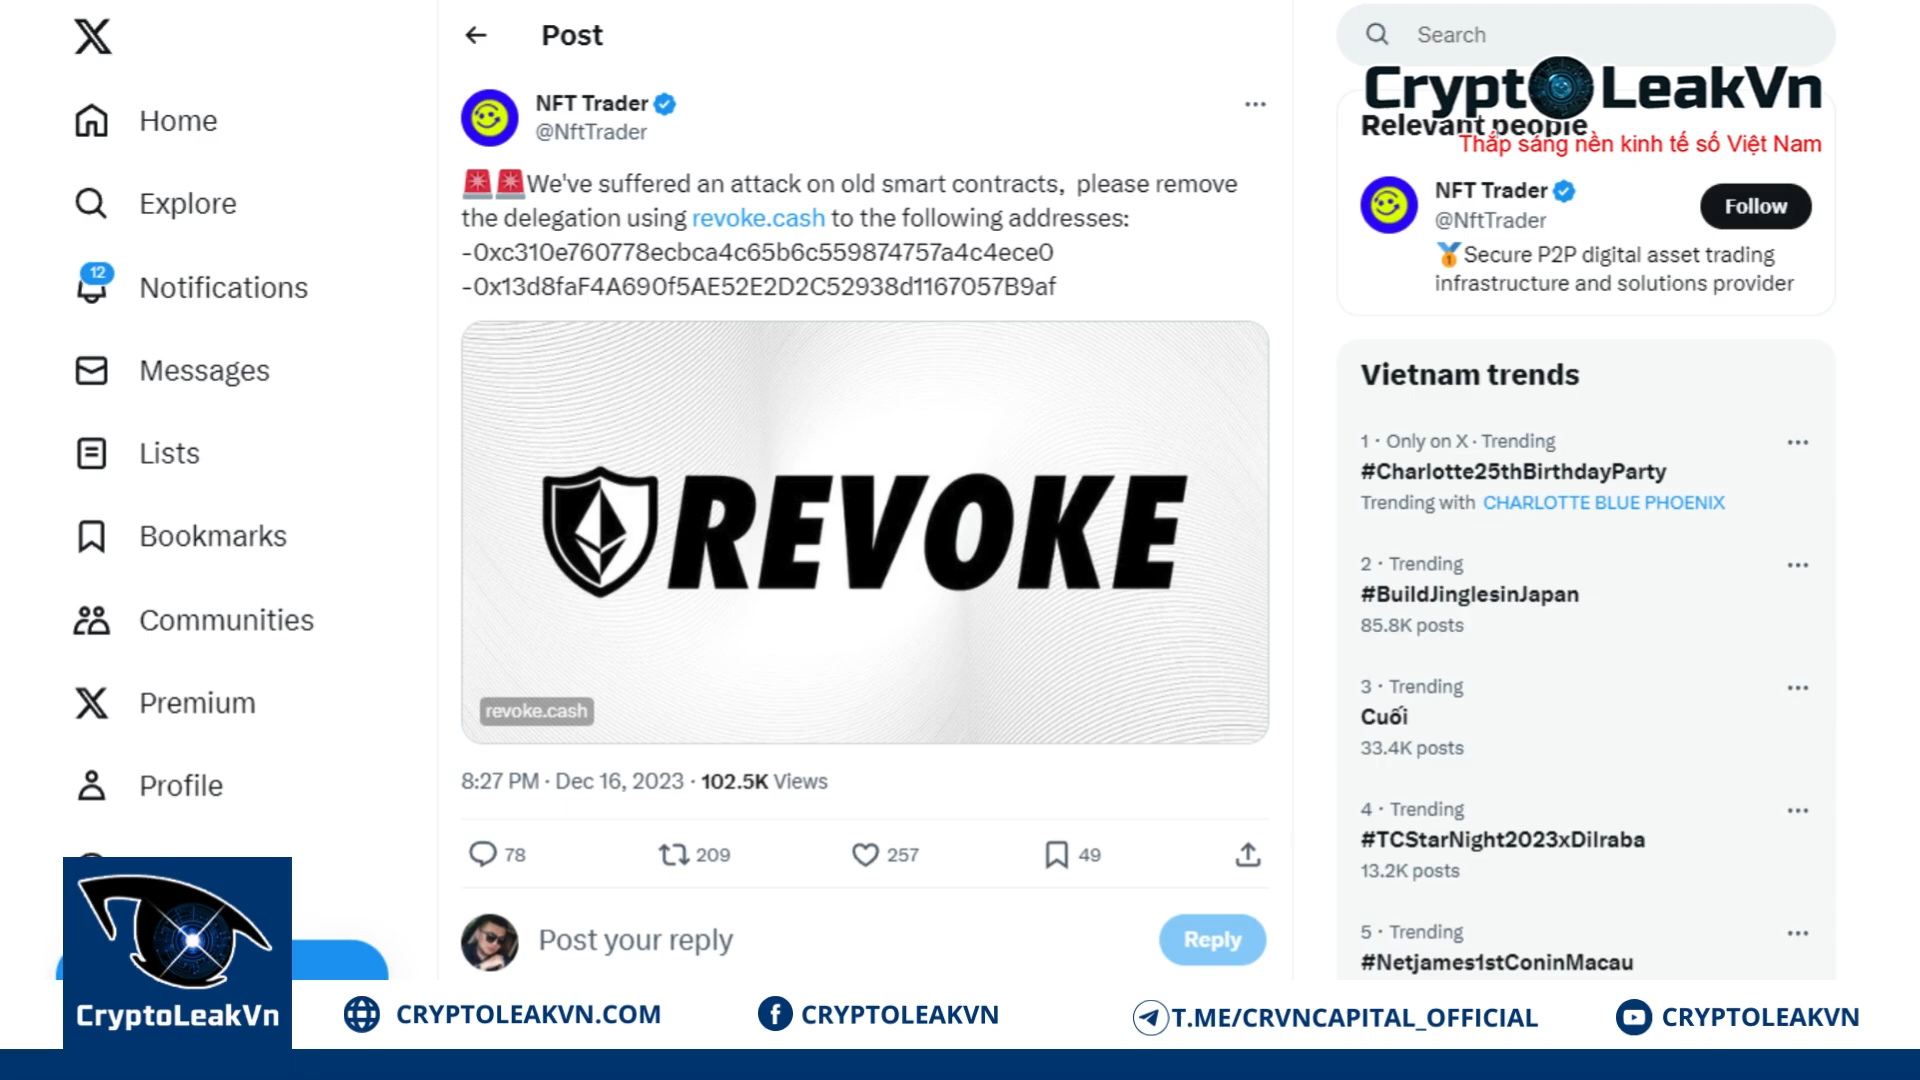 Home
Explore
12
Notifications
Messages
Lists
Bookmarks
Communities
Premium
Profile
Post
NFT Trader
@NftTrader
🚨🚨We've suffered an attack on old smart contracts, please remove
the delegation using revoke.cash to the following addresses:
-0xc310e760778ecbca4c65b6c559874757a4c4ece0
-0x13d8faF4A690f5AE52E2D2C52938d1167057B9af
REVOKE
revoke.cash
8:27 PM · Dec 16, 2023 · 102.5K Views
78
209
257
49
Post your reply
Reply
Search
CryptoLeakVn
Relevant people
Thắp sáng nền kinh tế số Việt Nam
NFT Trader
@NftTrader
Follow
🥇Secure P2P digital asset trading
infrastructure and solutions provider
Vietnam trends
1 · Only on X · Trending
#Charlotte25thBirthdayParty
Trending with CHARLOTTE BLUE PHOENIX
2 · Trending
#BuildJinglesinJapan
85.8K posts
3 · Trending
Cuối
33.4K posts
4 · Trending
#TCStarNight2023xDilraba
13.2K posts
5 · Trending
#Netjames1stConinMacau
CryptoLeakVn
CRYPTOLEAKVN.COM
CRYPTOLEAKVN
T.ME/CRVNCAPITAL_OFFICIAL
CRYPTOLEAKVN